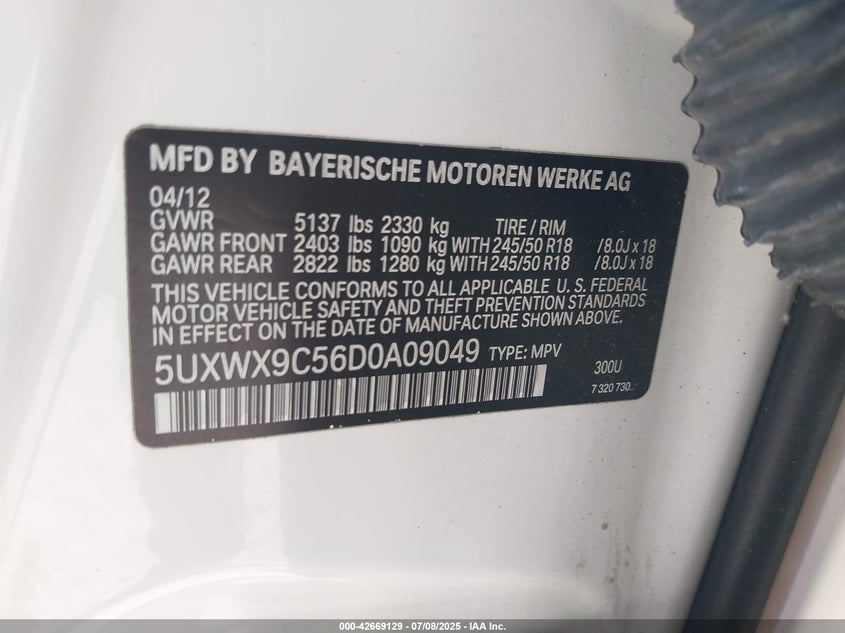 MFD BY BAYERISCHE MOTOREN WERKE AG
04/12
GVWR 5137 lbs 2330 kg TIRE / RIM
GAWR FRONT 2403 lbs 1090 kg WITH 245/50 R18 /8.0J x 18
GAWR REAR 2822 lbs 1280 kg WITH 245/50 R18 /8.0J x 18
THIS VEHICLE CONFORMS TO ALL APPLICABLE U. S. FEDERAL
MOTOR VEHICLE SAFETY AND THEFT PREVENTION STANDARDS
IN EFFECT ON THE DATE OF MANUFACTURE SHOWN ABOVE.
5UXWX9C56D0A09049 TYPE: MPV 300U
7 320 730
000-42669129 - 07/08/2025 - IAA Inc.